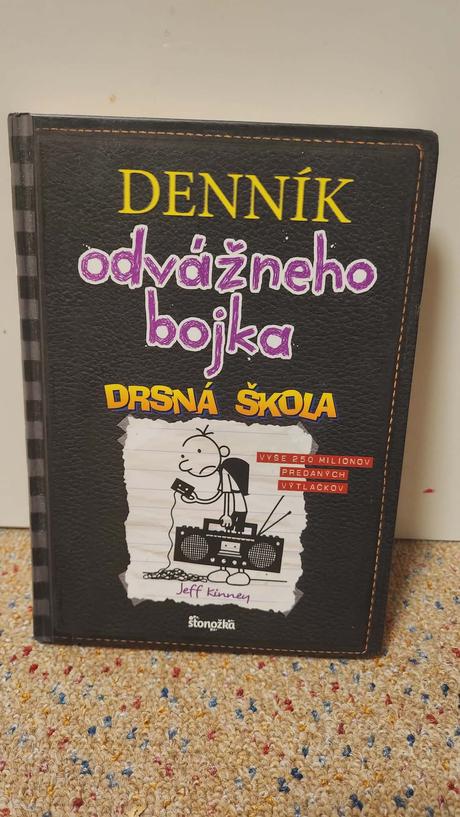 DENNÍK
odvážneho
bojka
DRSNÁ ŠKOLA
VYŠE 250 MILIÓNOV
PREDANÝCH
VÝTLAČKOV
Jeff Kinney
stonožka